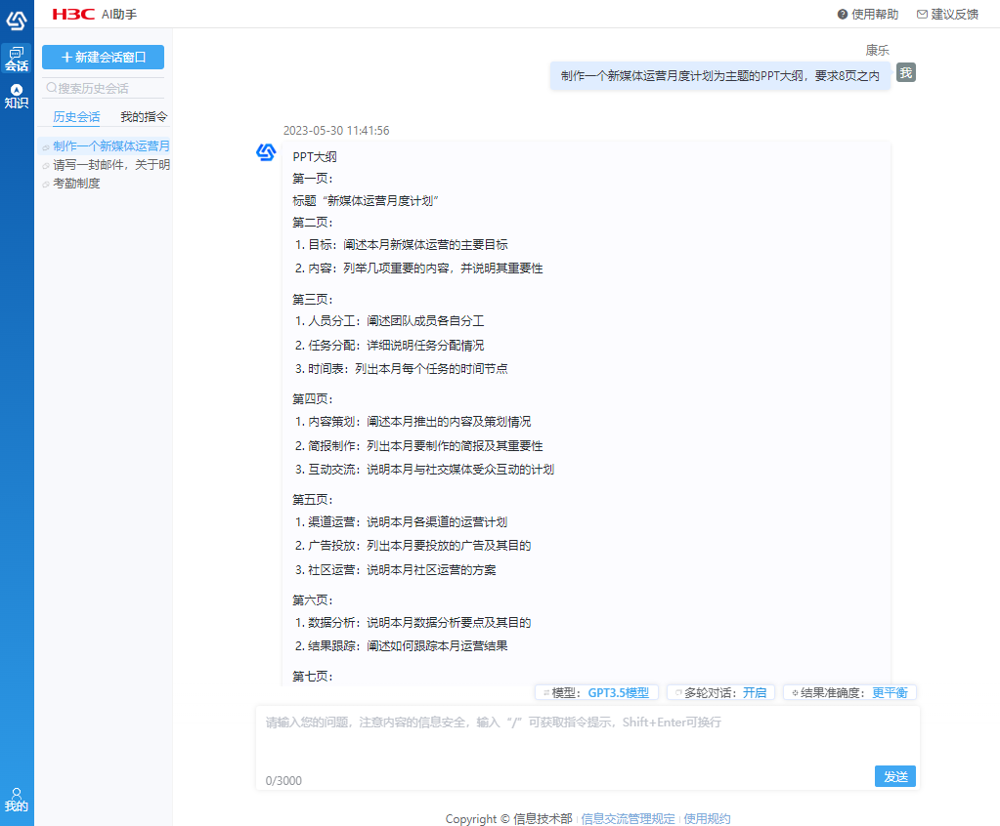 H3C AI助手
使用帮助
建议反馈
会话
知识
我的
新建会话窗口
搜索历史会话
历史会话 我的指令
制作一个新媒体运营月
请写一封邮件，关于明
考勤制度
康乐
制作一个新媒体运营月度计划为主题的PPT大纲，要求8页之内
我
2023-05-30 11:41:56
PPT大纲
第一页：
标题“新媒体运营月度计划”
第二页：
1. 目标：阐述本月新媒体运营的主要目标
2. 内容：列举几项重要的内容，并说明其重要性
第三页：
1. 人员分工：阐述团队成员各自分工
2. 任务分配：详细说明任务分配情况
3. 时间表：列出本月每个任务的时间节点
第四页：
1. 内容策划：阐述本月推出的内容及策划情况
2. 简报制作：列出本月要制作的简报及其重要性
3. 互动交流：说明本月与社交媒体受众互动的计划
第五页：
1. 渠道运营：说明本月各渠道的运营计划
2. 广告投放：列出本月要投放的广告及其目的
3. 社区运营：说明本月社区运营的方案
第六页：
1. 数据分析：说明本月数据分析要点及其目的
2. 结果跟踪：阐述如何跟踪本月运营结果
第七页：
模型：GPT3.5模型
多轮对话：开启
结果准确度：更平衡
请输入您的问题，注意内容的信息安全，输入“/”可获取指令提示，Shift+Enter可换行
0/3000
发送
Copyright © 信息技术部 | 信息交流管理规定 | 使用规约